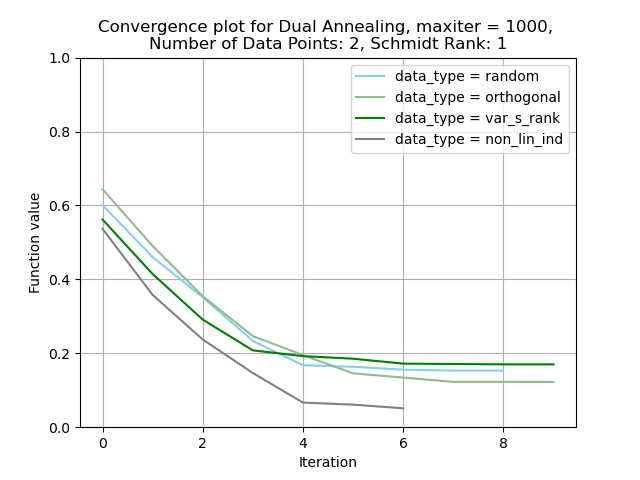 Convergence plot for Dual Annealing, maxiter = 1000,
Number of Data Points: 2, Schmidt Rank: 1
data_type = random
data_type = orthogonal
data_type = var_s_rank
data_type = non_lin_ind
Function value
1.0
0.8
0.6
0.4
0.2
0.0
0 2 4 6 8
Iteration